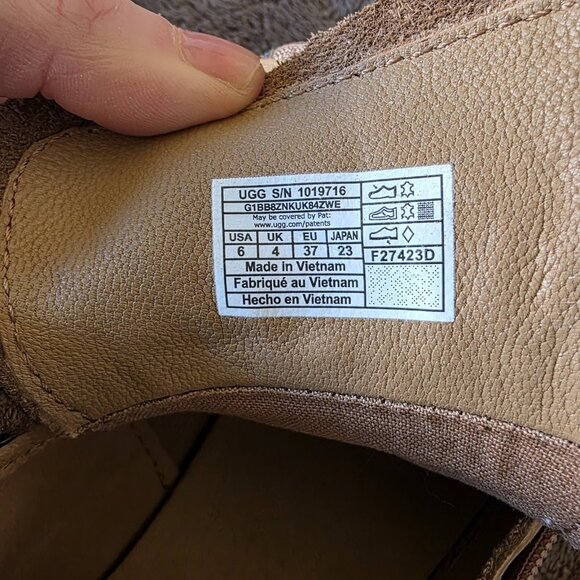 UGG S/N 1019716
G1BB8ZNKUK84ZWE
May be covered by Pat:
www.ugg.com/patents
USA UK EU JAPAN
6 4 37 23
Made in Vietnam
Fabriqué au Vietnam
Hecho en Vietnam
F27423D